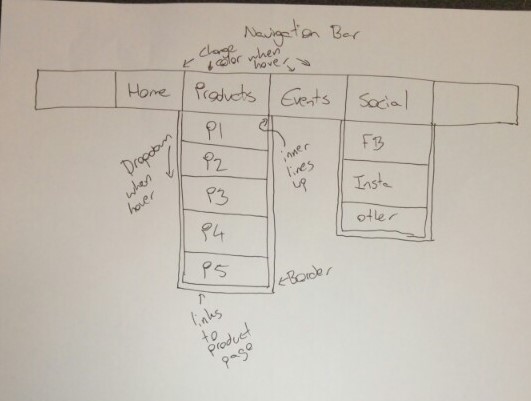 Navigation Bar
change
color when
hover
Home
Products
Events
Social
P1
P2
P3
P4
P5
FB
Insta
other
Dropdown
when
hover
inner
lines
up
Border
links
to
product
page